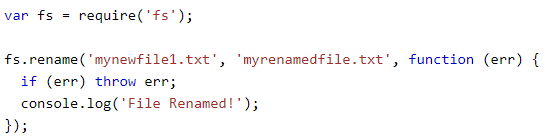 var fs = require('fs');

fs.rename('mynewfile1.txt', 'myrenamedfile.txt', function (err) {
  if (err) throw err;
  console.log('File Renamed!');
});